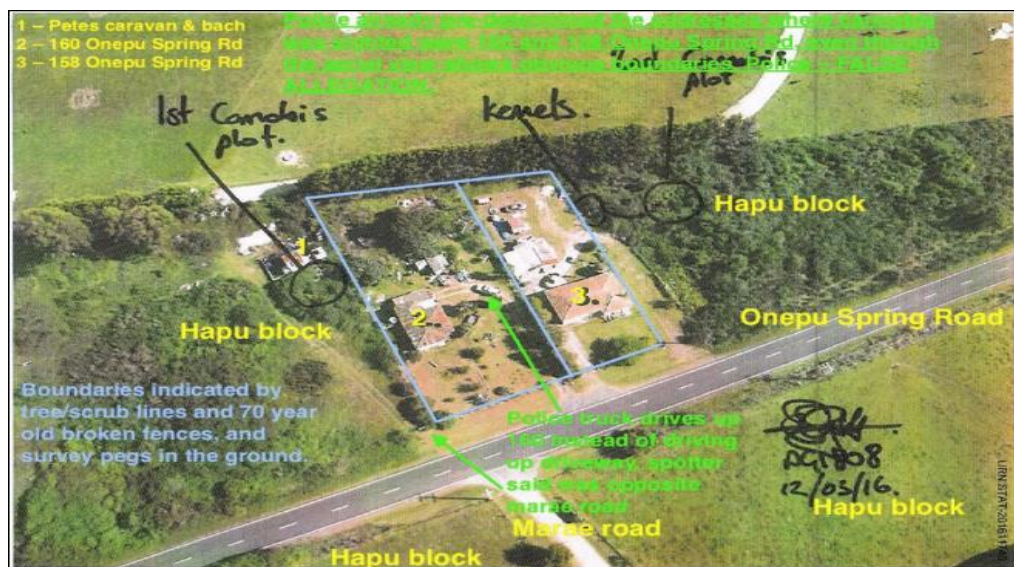 1 – Petes caravan & bach
2 – 160 Onepu Spring Rd
3 – 158 Onepu Spring Rd
Police already pre-determined the addresses where cannabis
was sighted were 160 and 158 Onepu Spring Rd, even though
the aerial view shows obvious boundaries. Police - FALSE
ALLEGATION.
plot
1st Cannabis
plot.
Kenels.
Hapu block
1
2.
3.
Hapu block
Onepu Spring Road
Boundaries indicated by
tree/scrub lines and 70 year
old broken fences, and
survey pegs in the ground.
Police truck drives up
160 instead of driving
up driveway, spotter
said was opposite
marae road
12/03/16.
Hapu block
Marae road
Hapu block